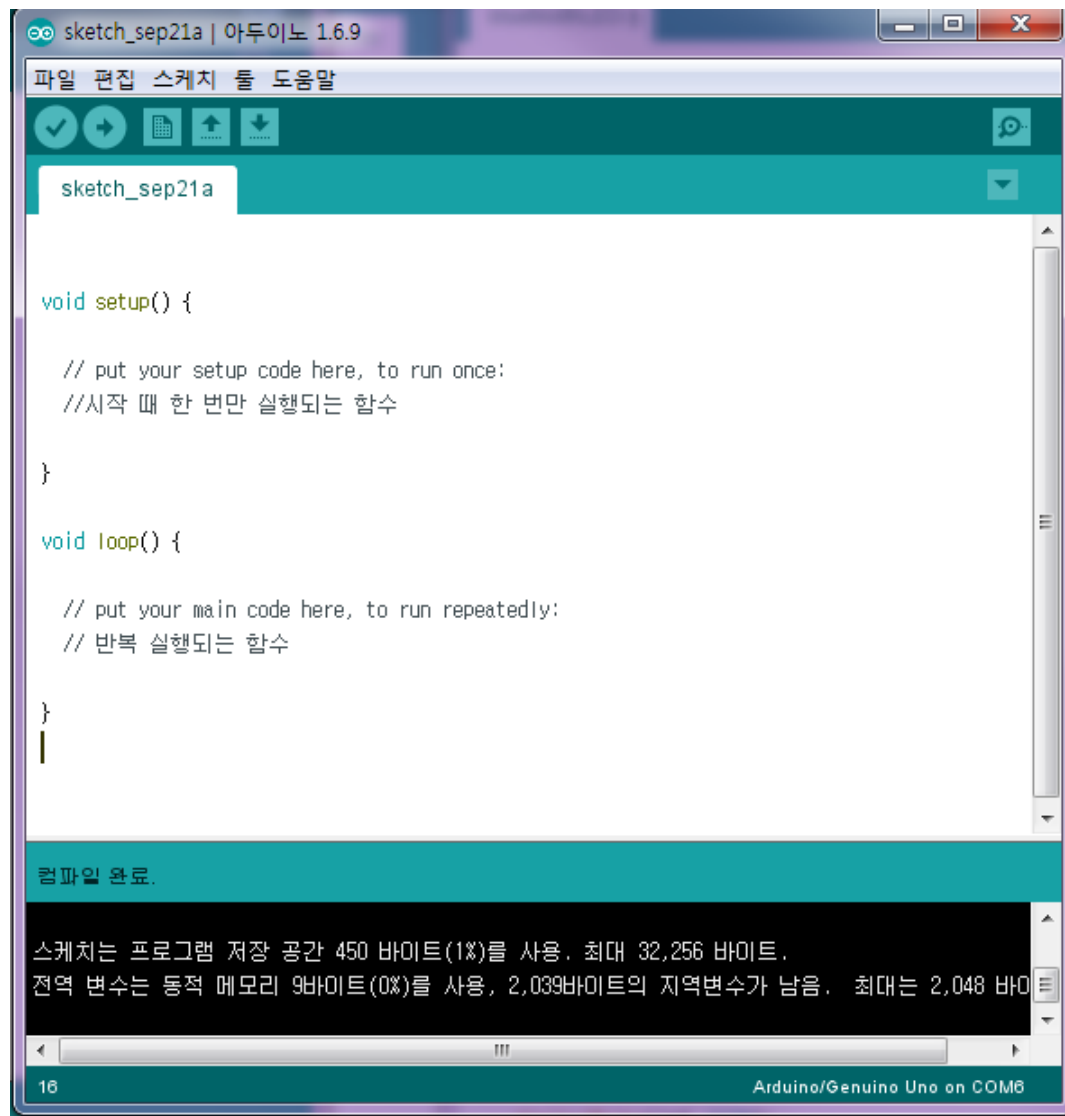 sketch_sep21a | 아두이노 1.6.9
파일 편집 스케치 툴 도움말
sketch_sep21a
void setup() {
// put your setup code here, to run once:
//시작 때 한 번만 실행되는 함수
}
void loop() {
// put your main code here, to run repeatedly:
// 반복 실행되는 함수
}
컴파일 완료.
스케치는 프로그램 저장 공간 450 바이트(1%)를 사용. 최대 32,256 바이트.
전역 변수는 동적 메모리 9바이트(0%)를 사용, 2,039바이트의 지역변수가 남음. 최대는 2,048 바이
16
Arduino/Genuino Uno on COM6